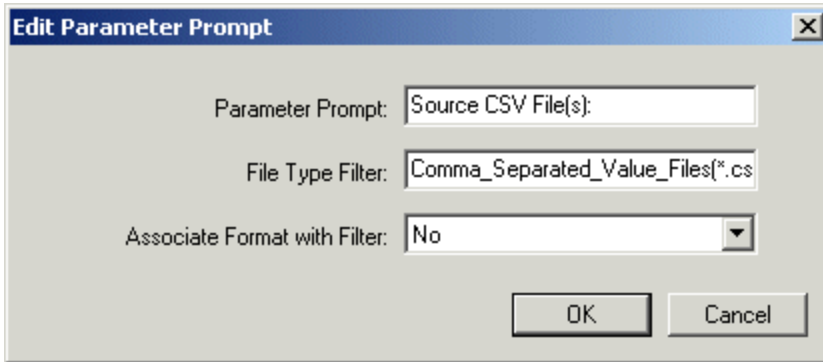 Edit Parameter Prompt
Parameter Prompt: Source CSV File(s):
File Type Filter: Comma_Separated_Value_Files(*.cs
Associate Format with Filter: No
OK Cancel